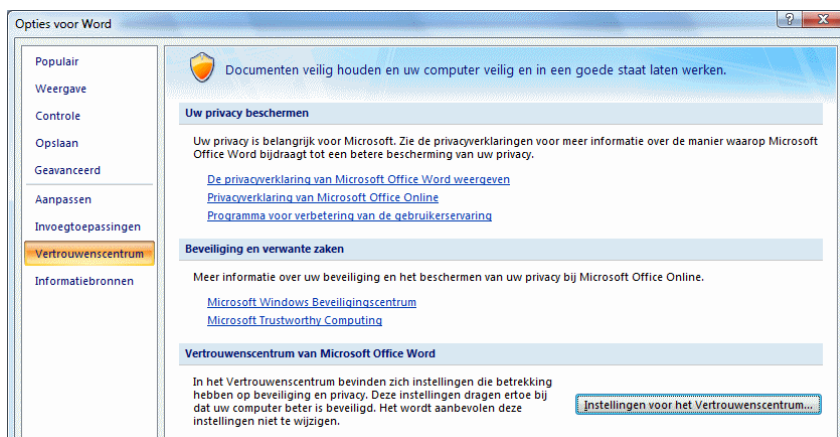 Opties voor Word
Populair
Weergave
Controle
Opslaan
Geavanceerd
Aanpassen
Invoegtoepassingen
Vertrouwenscentrum
Informatiebronnen
Documenten veilig houden en uw computer veilig en in een goede staat laten werken.
Uw privacy beschermen
Uw privacy is belangrijk voor Microsoft. Zie de privacyverklaringen voor meer informatie over de manier waarop Microsoft
Office Word bijdraagt tot een betere bescherming van uw privacy.
De privacyverklaring van Microsoft Office Word weergeven
Privacyverklaring van Microsoft Office Online
Programma voor verbetering van de gebruikerservaring
Beveiliging en verwante zaken
Meer informatie over uw beveiliging en het beschermen van uw privacy bij Microsoft Office Online.
Microsoft Windows Beveiligingscentrum
Microsoft Trustworthy Computing
Vertrouwenscentrum van Microsoft Office Word
In het Vertrouwenscentrum bevinden zich instellingen die betrekking
hebben op beveiliging en privacy. Deze instellingen dragen ertoe bij
dat uw computer beter is beveiligd. Het wordt aanbevolen deze
instellingen niet te wijzigen.
Instellingen voor het Vertrouwenscentrum...